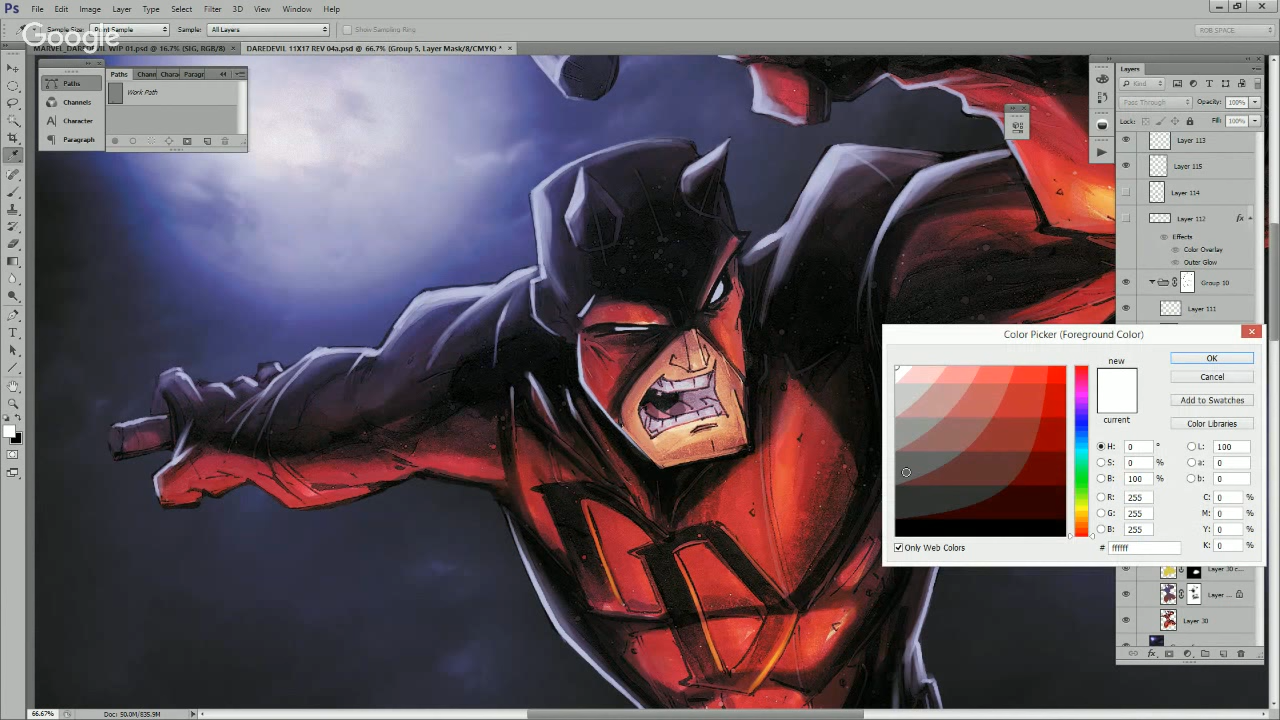 Ps File Edit Image Layer Type Select Filter 3D View Window Help
Google
Sample Size: Point Sample Sample: All Layers Show Sampling Ring
RGB SPACE
MARVEL_DAREDEVIL WIP 01.psd @ 16.7% (SIG, RGB/8) × DAREDEVIL 11X17 REV 04a.psd @ 66.7% (Group 5, Layer Mask/8/CMYK) * ×
Paths
Channels
Character
Paragraph
Paths Chann Chara Paragr
Work Path
Layers
Kind
Pass Through Opacity: 100%
Lock: Fill: 100%
Layer 113
Layer 115
Layer 114
Layer 112 fx
Effects
Color Overlay
Outer Glow
Group 10
Layer 111
Color Picker (Foreground Color)
new
current
OK
Cancel
Add to Swatches
Color Libraries
H: 0 °
S: 0 %
B: 100 %
R: 255
G: 255
B: 255
# ffffff
L: 100
a: 0
b: 0
C: 0 %
M: 0 %
Y: 0 %
K: 0 %
Only Web Colors
Layer 30 c...
Layer ...
Layer 30
66.67% Doc: 50.0M/835.9M